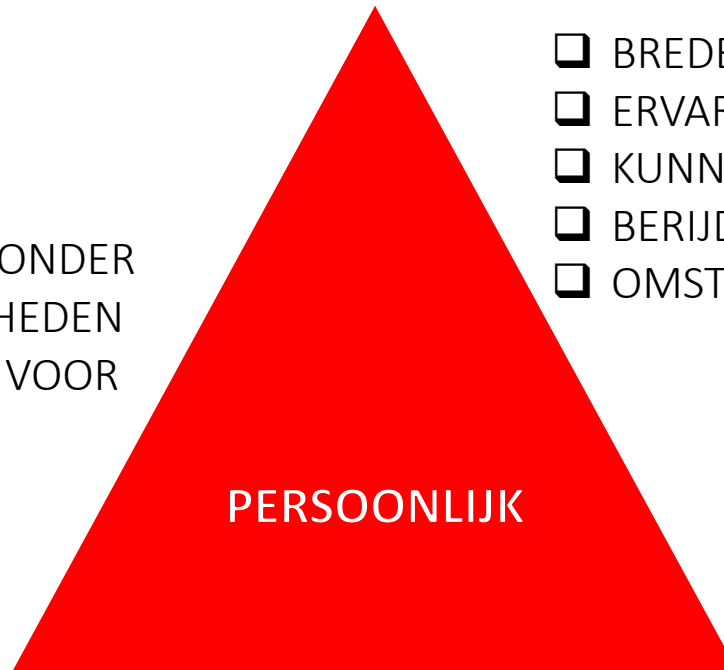 ONDER
HEDEN
VOOR
BREDE
ERVAR
KUNN
BERIJD
OMST
PERSOONLIJK